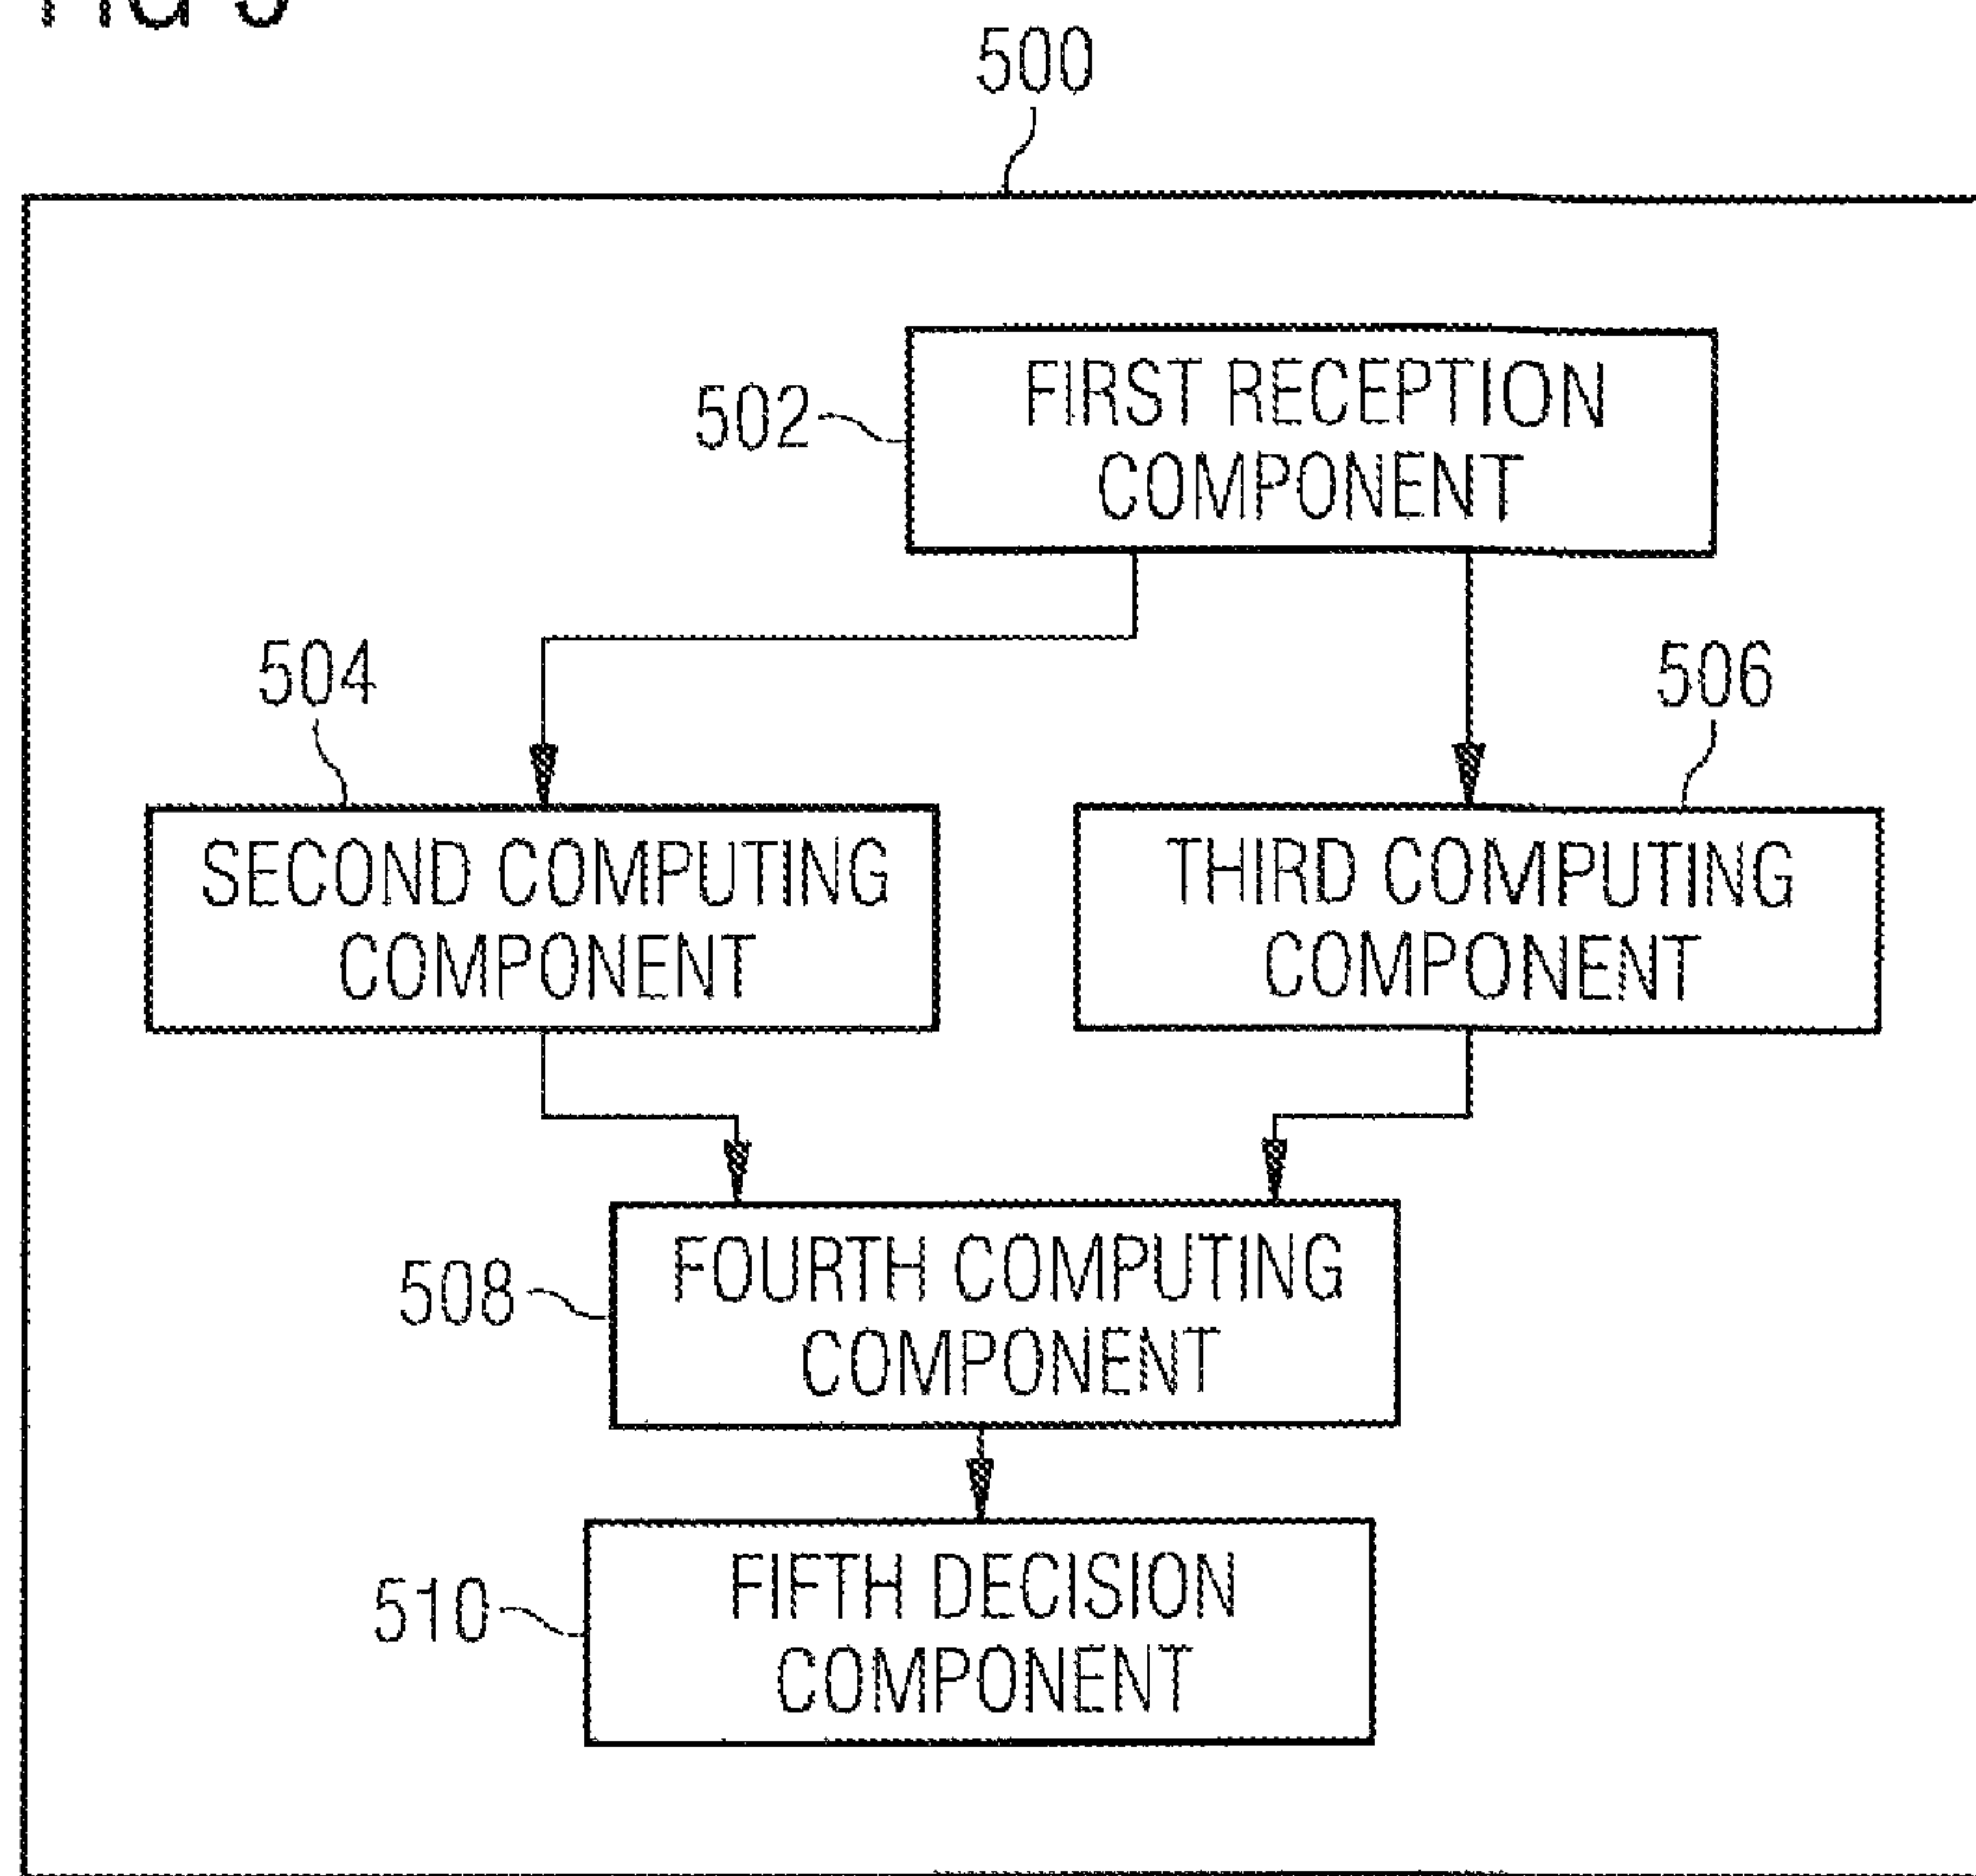 500
FIRST RECEPTION
COMPONENT
502
504
506
SECOND COMPUTING
COMPONENT
THIRD COMPUTING
COMPONENT
508
FOURTH COMPUTING
COMPONENT
510
FIFTH DECISION
COMPONENT